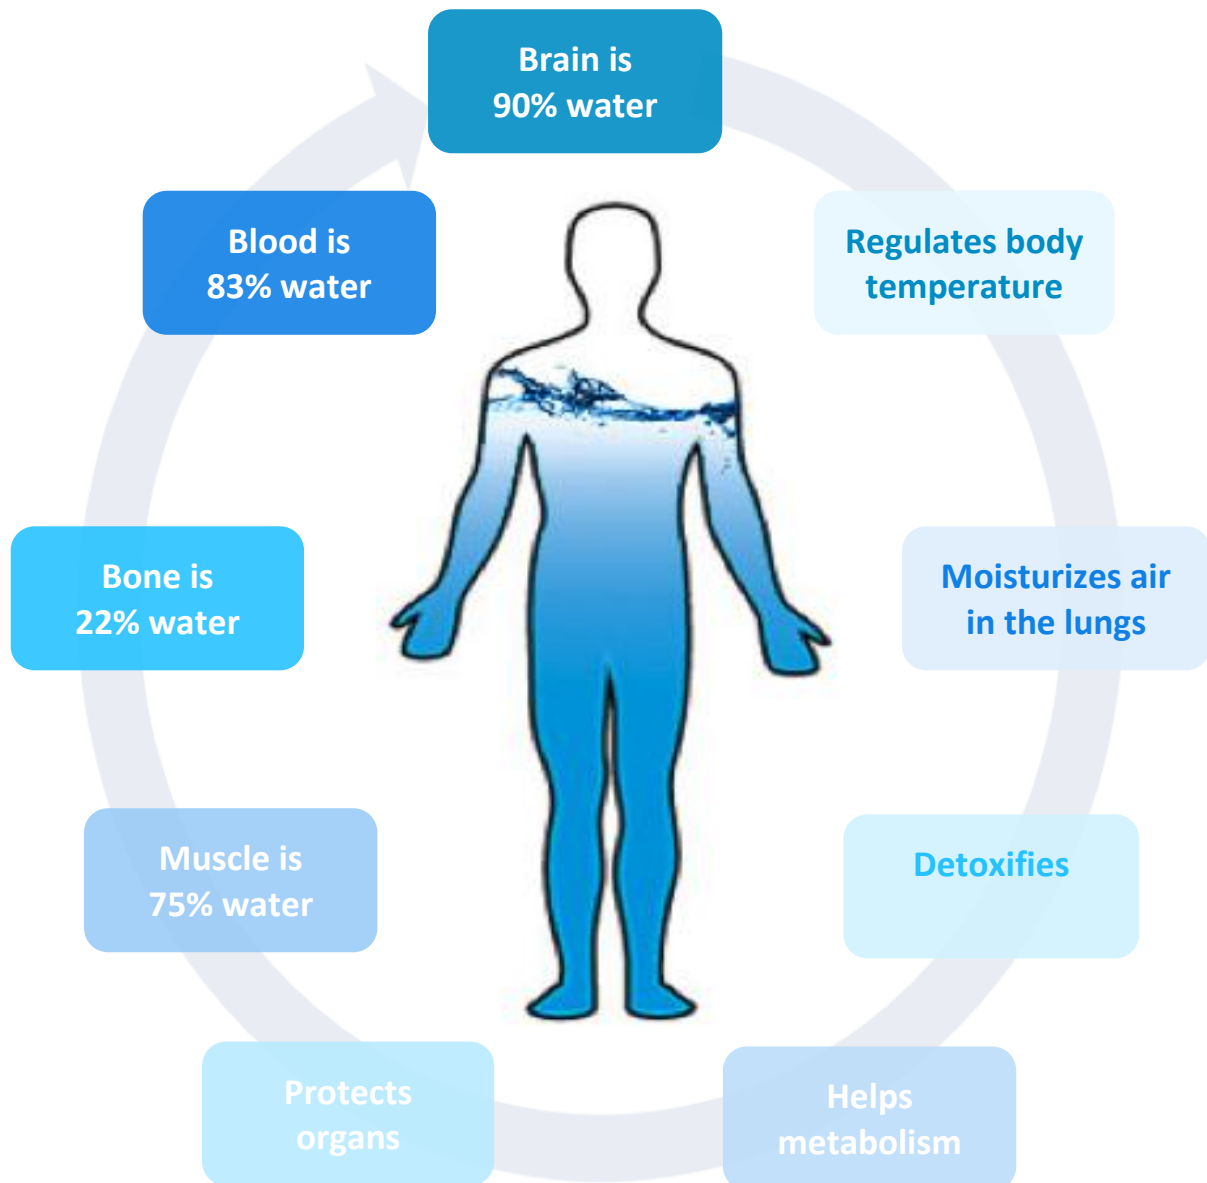 Brain is
90% water
Regulates body
temperature
Moisturizes air
in the lungs
Detoxifies
Helps
metabolism
Protects
organs
Muscle is
75% water
Bone is
22% water
Blood is
83% water